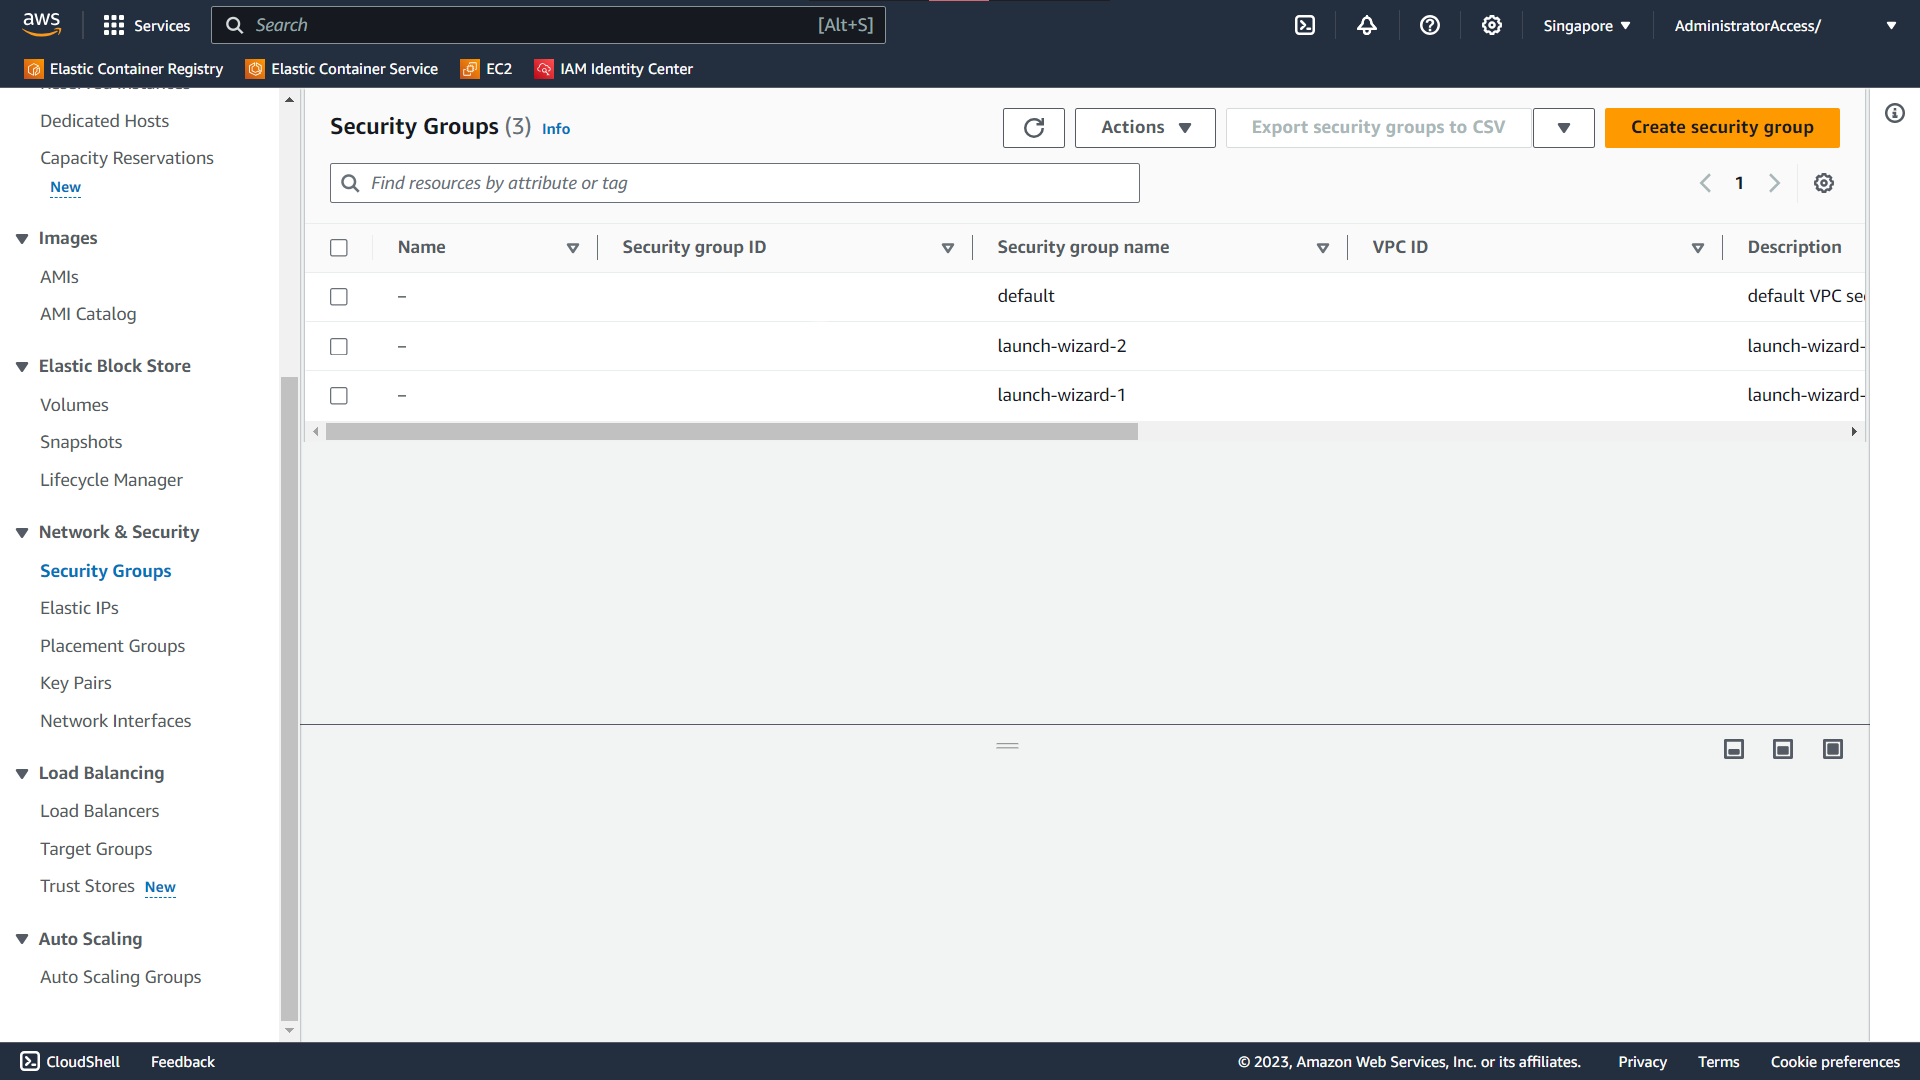 aws
Services
Search
[Alt+S]
Singapore
AdministratorAccess/
Elastic Container Registry
Elastic Container Service
EC2
IAM Identity Center
Reserved Instances
Dedicated Hosts
Capacity Reservations
New
Images
AMIs
AMI Catalog
Elastic Block Store
Volumes
Snapshots
Lifecycle Manager
Network & Security
Security Groups
Elastic IPs
Placement Groups
Key Pairs
Network Interfaces
Load Balancing
Load Balancers
Target Groups
Trust Stores New
Auto Scaling
Auto Scaling Groups
Security Groups (3) Info
Actions
Export security groups to CSV
Create security group
Find resources by attribute or tag
1
Name Security group ID Security group name VPC ID Description
– default default VPC sec
– launch-wizard-2 launch-wizard-
– launch-wizard-1 launch-wizard-
CloudShell Feedback
© 2023, Amazon Web Services, Inc. or its affiliates. Privacy Terms Cookie preferences